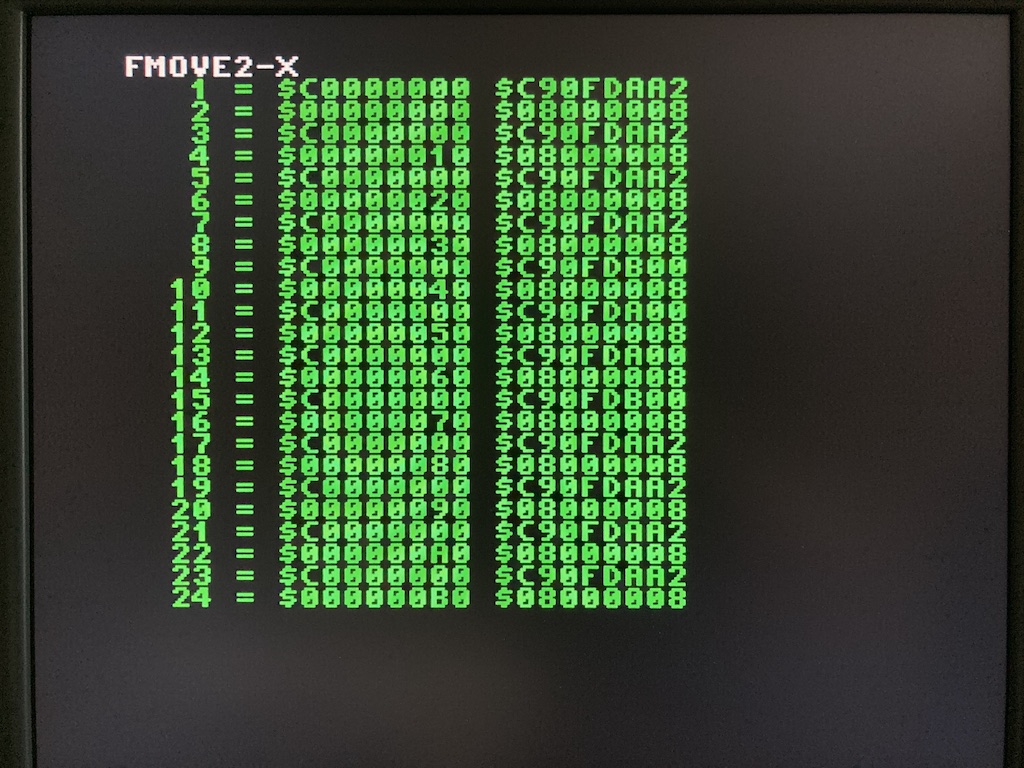 FMOVE2-X
1 = $C0000000 $C90FDAA2
2 = $00000000 $08000008
3 = $C0000000 $C90FDAA2
4 = $00000010 $08000008
5 = $C0000000 $C90FDAA2
6 = $00000020 $08000008
7 = $C0000000 $C90FDAA2
8 = $00000030 $08000008
9 = $C0000000 $C90FDB00
10 = $00000040 $08000008
11 = $C0000000 $C90FDA00
12 = $00000050 $08000008
13 = $C0000000 $C90FDA00
14 = $00000060 $08000008
15 = $C0000000 $C90FDB00
16 = $00000070 $08000008
17 = $C0000000 $C90FDAA2
18 = $00000080 $08000008
19 = $C0000000 $C90FDAA2
20 = $00000090 $08000008
21 = $C0000000 $C90FDAA2
22 = $000000A0 $08000008
23 = $C0000000 $C90FDAA2
24 = $000000B0 $08000008